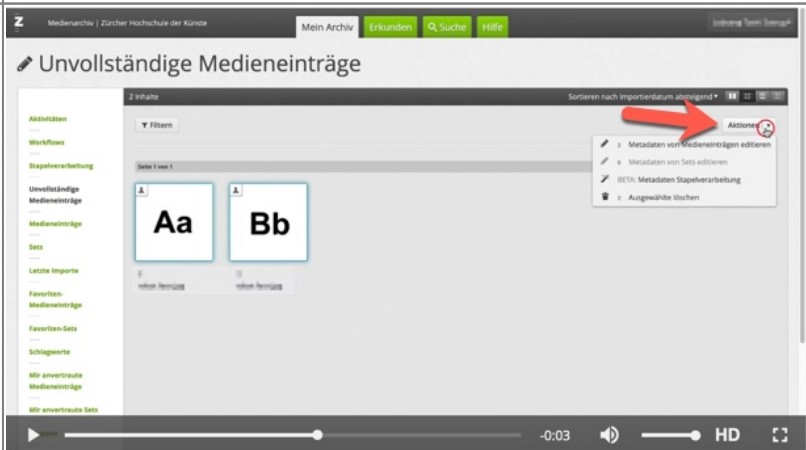 Z Medienarchiv | Zürcher Hochschule der Künste
Mein Archiv Erkunden Suche Hilfe
Unvollständige Medieneinträge
2 Inhalte
Sortieren nach Importierdatum absteigend
Filtern
Aktionen
2 Metadaten von Medieneinträgen editieren
Metadaten von Sets editieren
BETA: Metadaten Stapelverarbeitung
2 Ausgewählte löschen
Seite 1 von 1
Aa
Bb
Aktivitäten
Workflows
Stapelverarbeitung
Unvollständige
Medieneinträge
Medieneinträge
Sets
Letzte Importe
Favoriten-
Medieneinträge
Favoriten-Sets
Schlagworte
Mir anvertraute
Medieneinträge
Mir anvertraute Sets
-0:03
HD